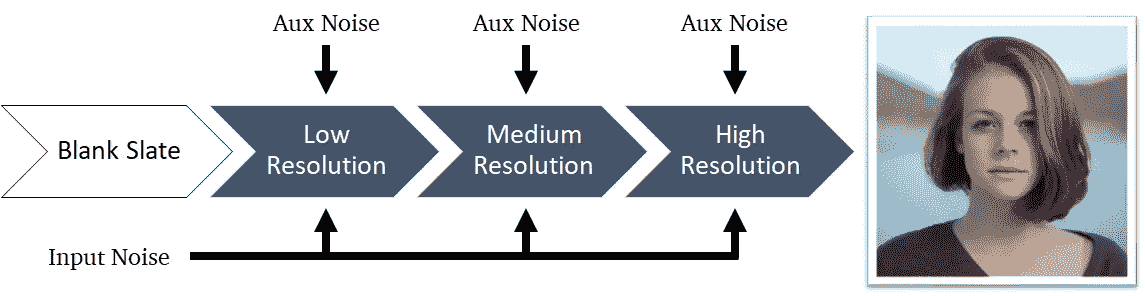 Aux Noise
Aux Noise
Aux Noise
Blank Slate
Low
Resolution
Medium
Resolution
High
Resolution
Input Noise